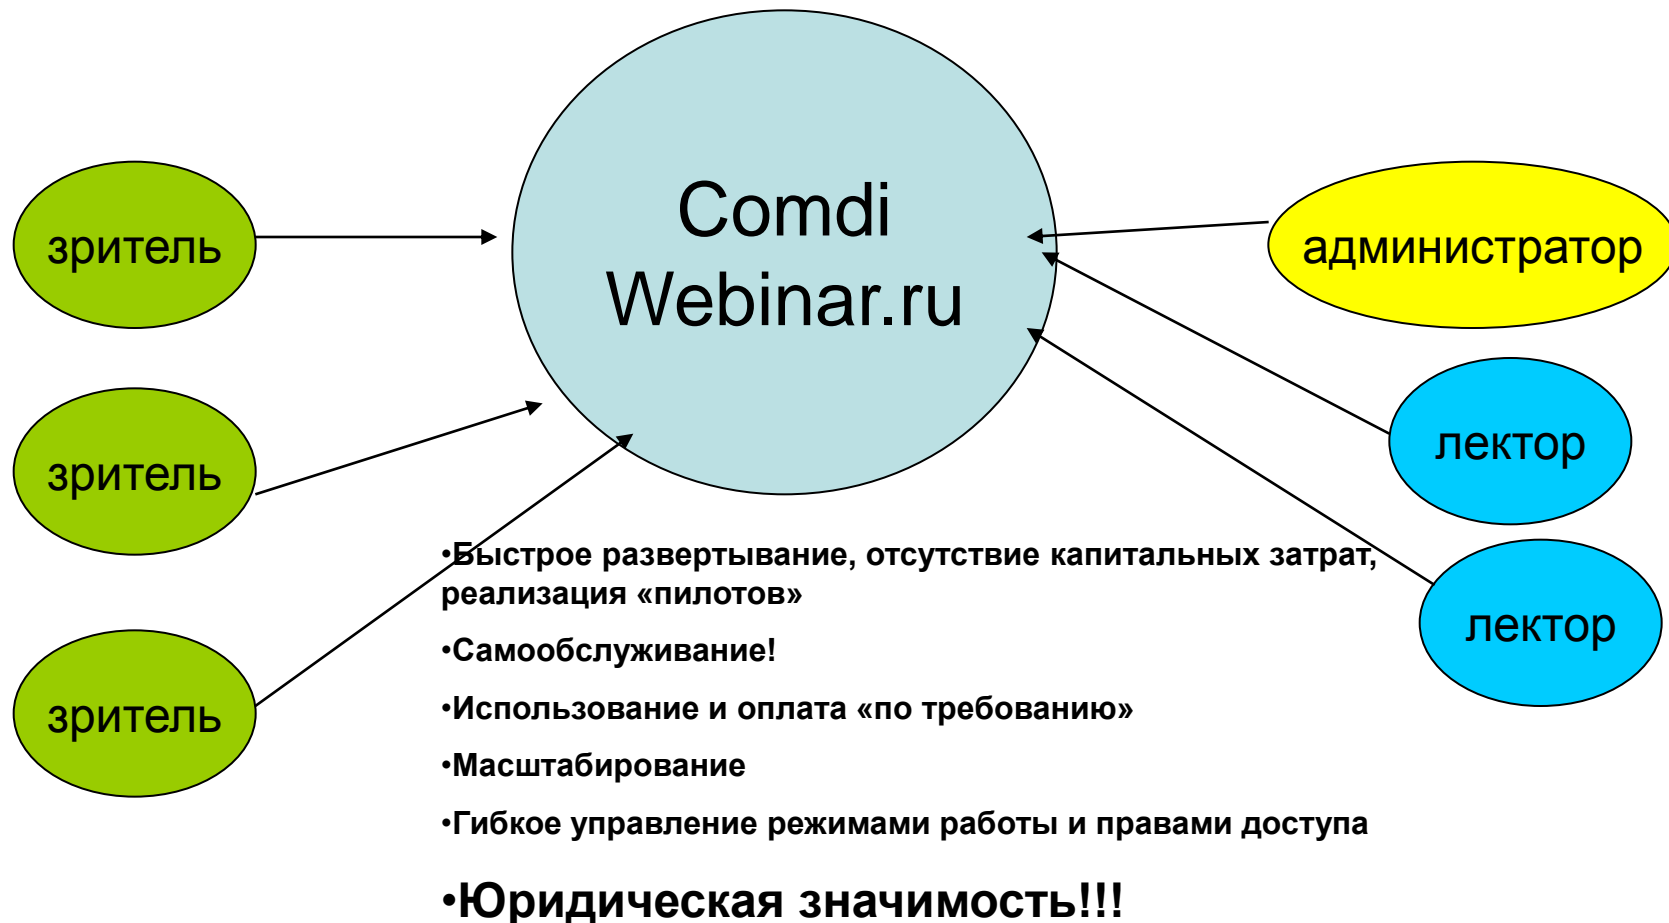 Comdi
Webinar.ru
зритель
зритель
зритель
администратор
лектор
лектор
•Быстрое развертывание, отсутствие капитальных затрат,
реализация «пилотов»
•Самообслуживание!
•Использование и оплата «по требованию»
•Масштабирование
•Гибкое управление режимами работы и правами доступа
•Юридическая значимость!!!